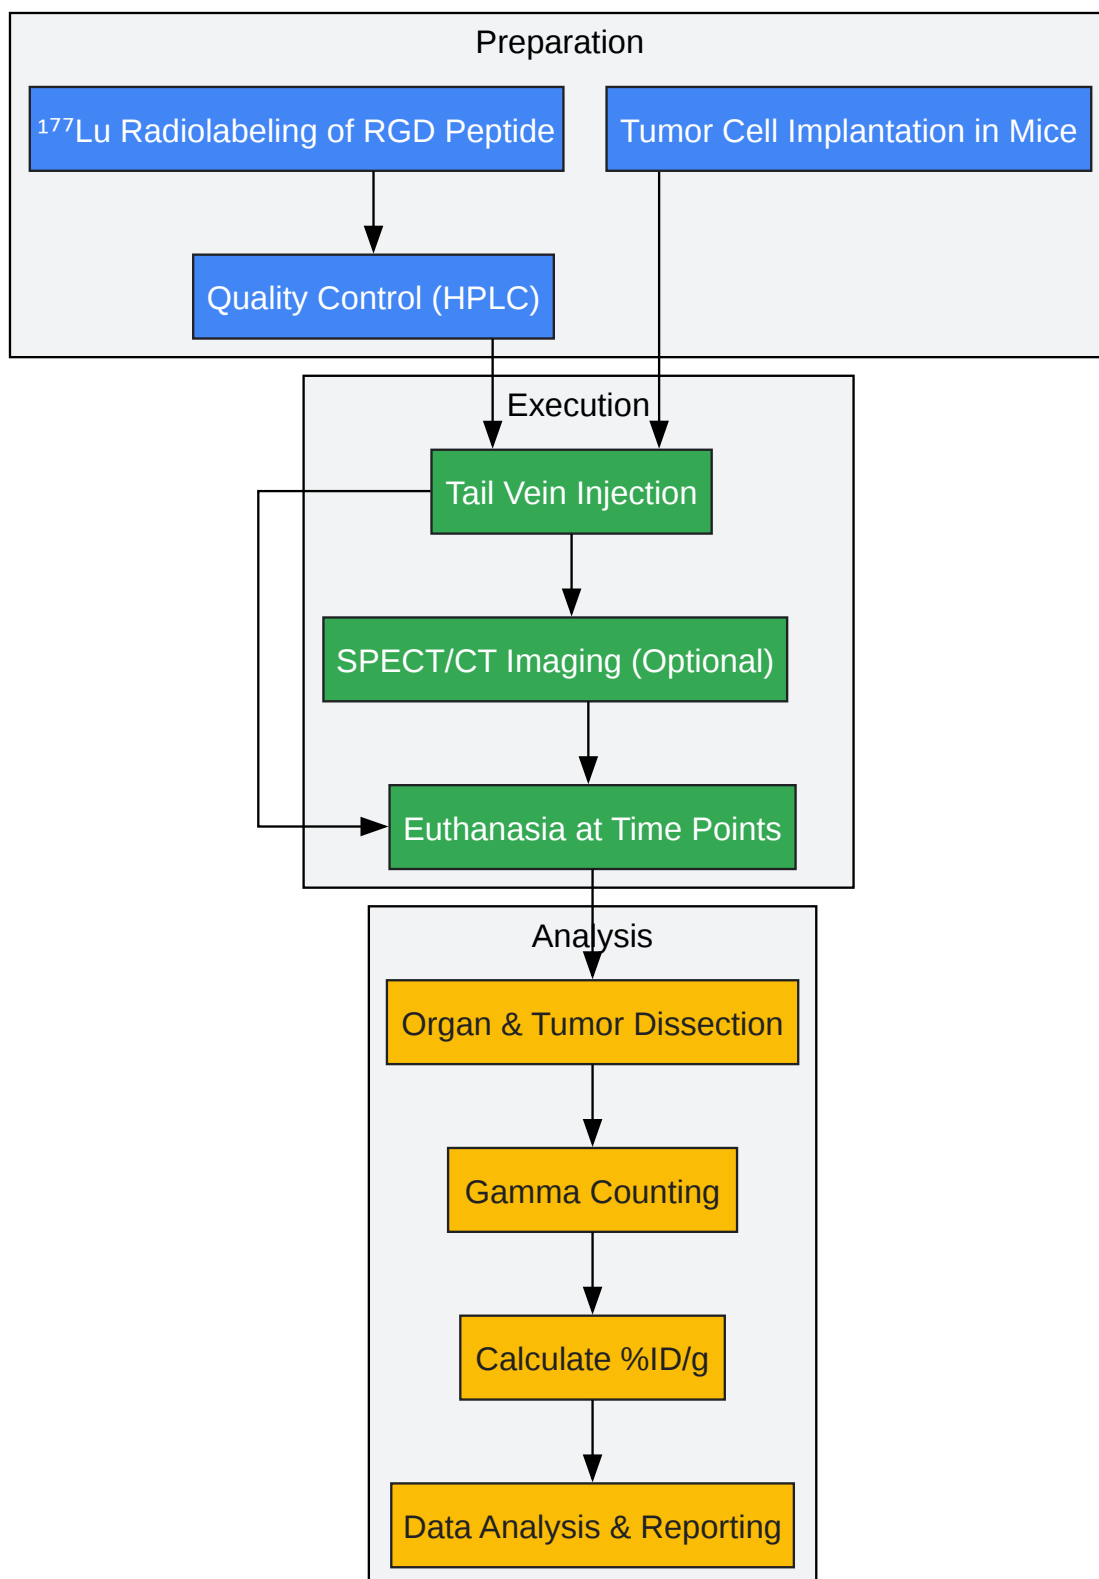 Preparation
¹⁷⁷Lu Radiolabeling of RGD Peptide
Tumor Cell Implantation in Mice
Quality Control (HPLC)
Execution
Tail Vein Injection
SPECT/CT Imaging (Optional)
Euthanasia at Time Points
Analysis
Organ & Tumor Dissection
Gamma Counting
Calculate %ID/g
Data Analysis & Reporting